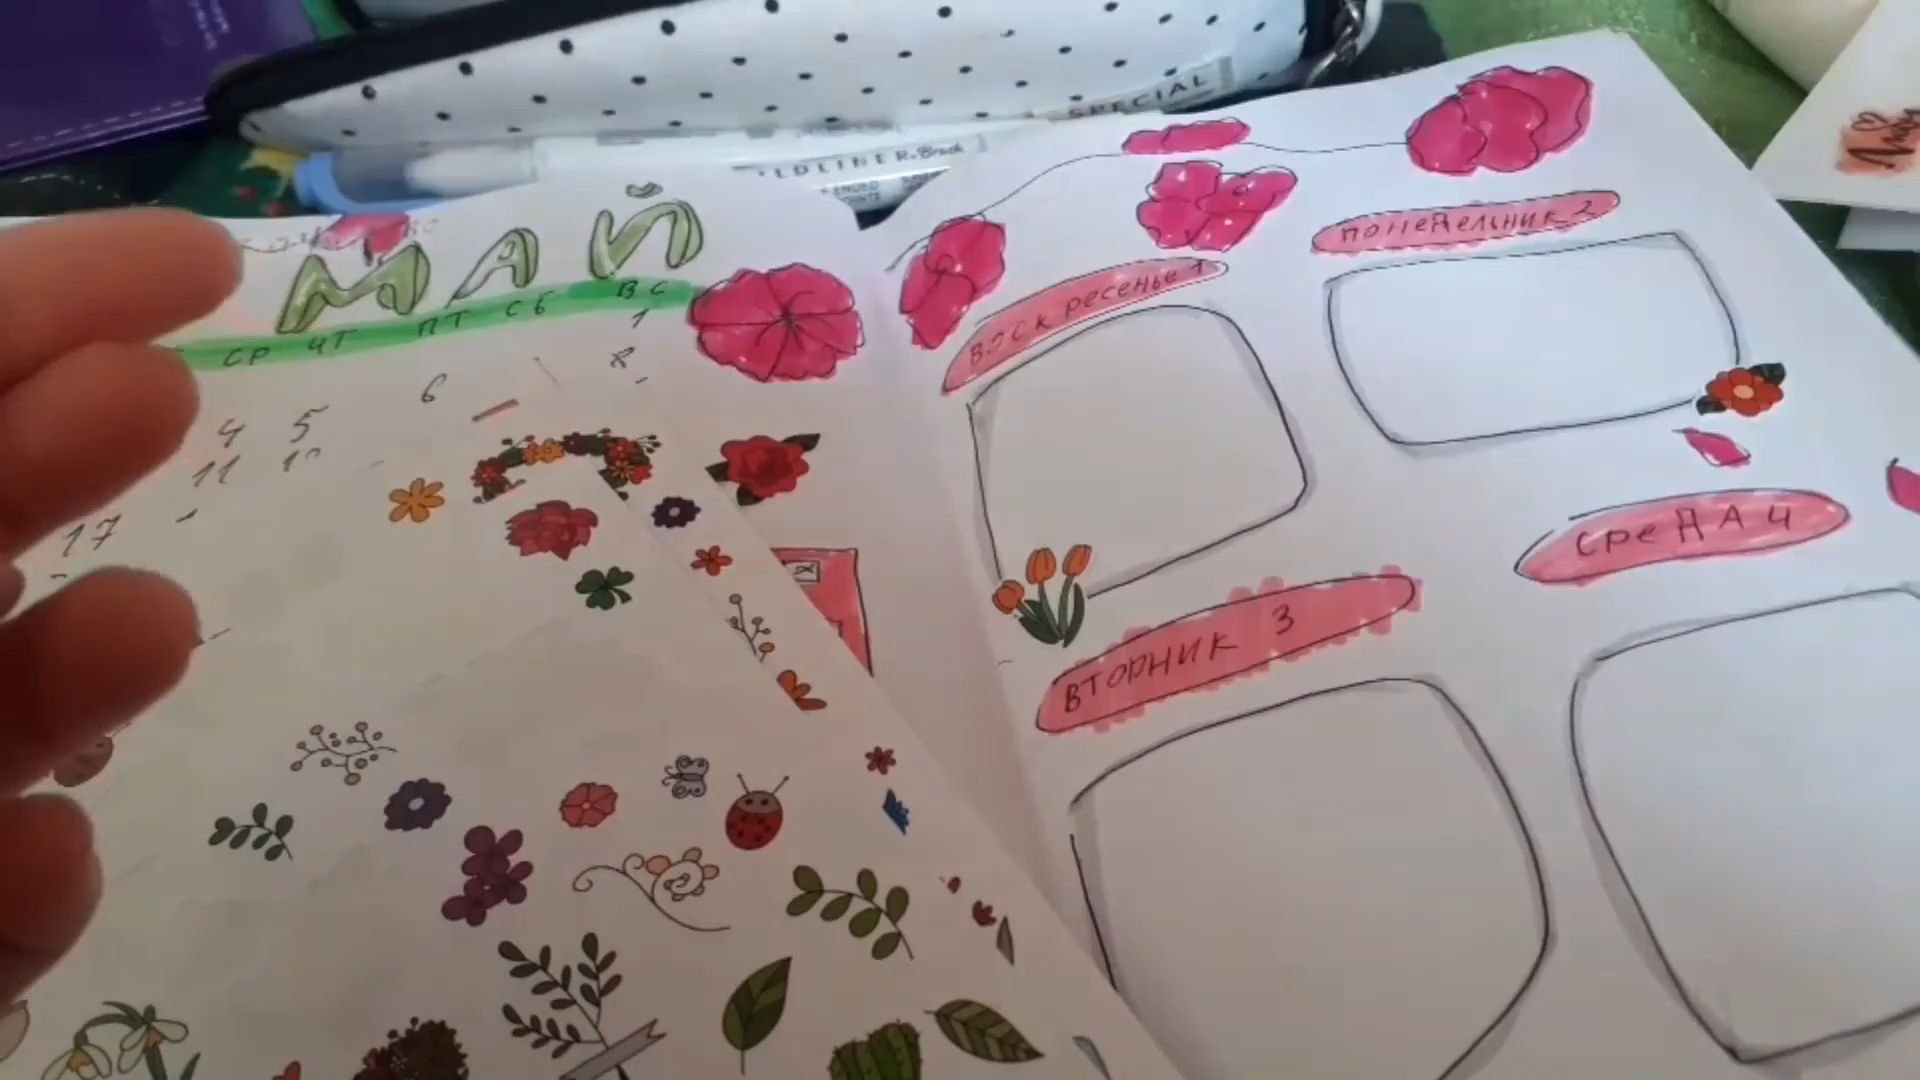 SPECIAL
МАЙ
СР ЧТ ПТ СБ ВС
1
6 8
4 5
11
17
воскресенье 1
понедельник 2
вторник 3
среда 4